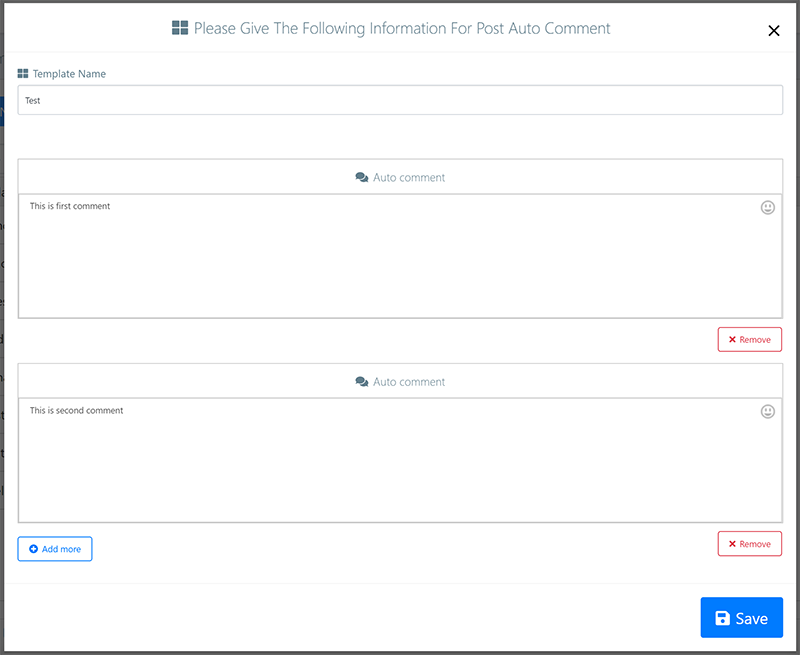 Please Give The Following Information For Post Auto Comment
Template Name
Test
Auto comment
This is first comment
Remove
Auto comment
This is second comment
Add more
Remove
Save